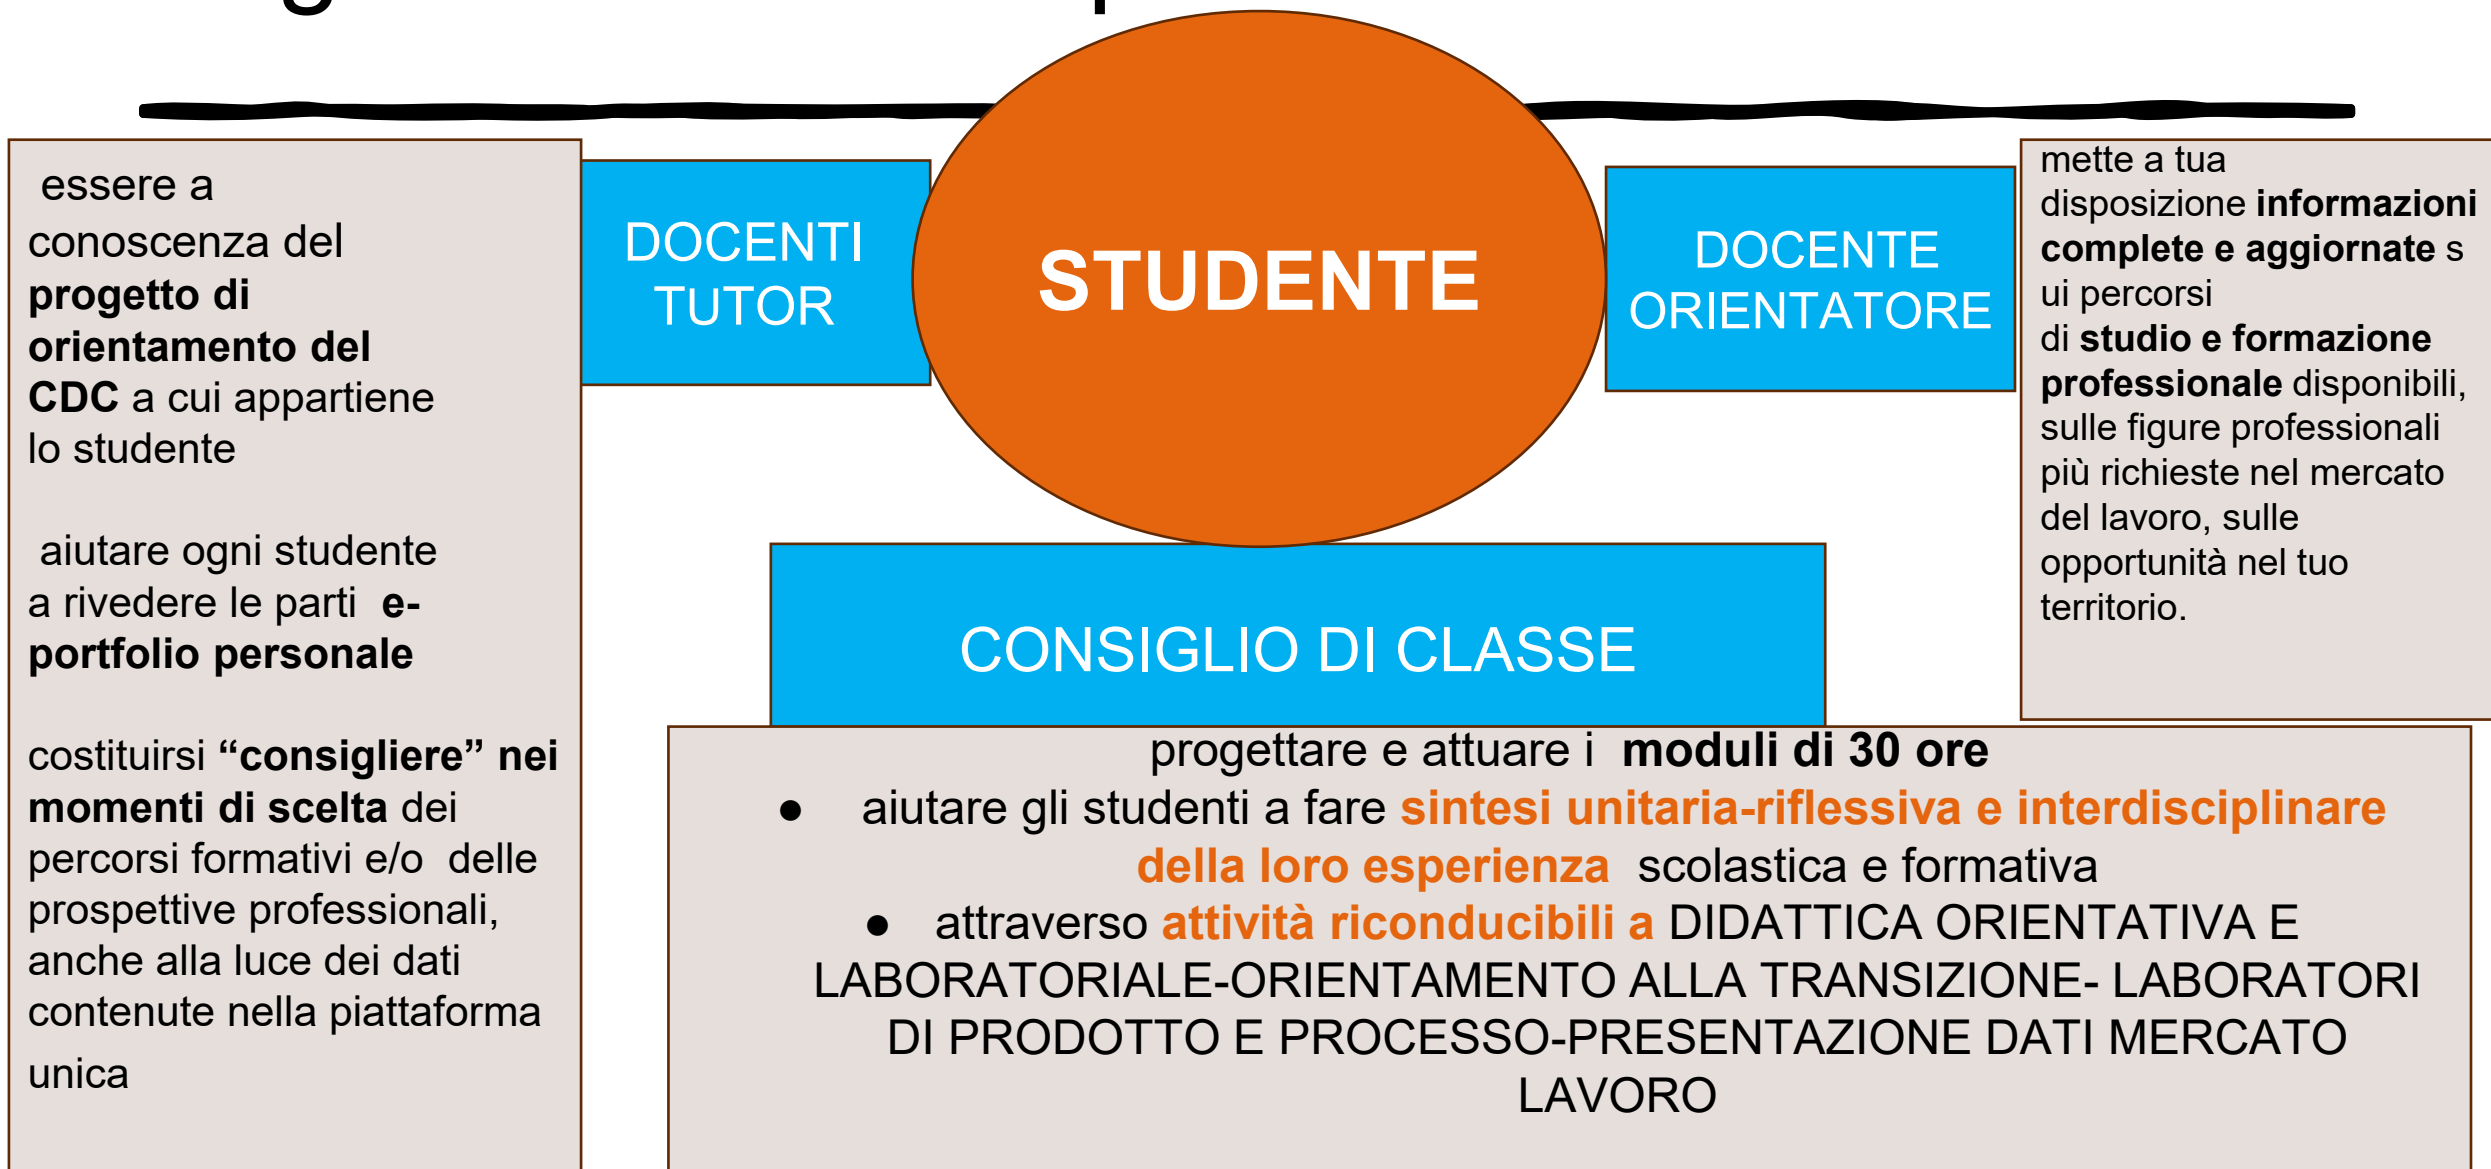 essere a
conoscenza del
progetto di
orientamento del
CDC a cui appartiene
lo studente
aiutare ogni studente
a rivedere le parti e-
portfolio personale
costituirsi “consigliere” nei
momenti di scelta dei
percorsi formativi e/o delle
prospettive professionali,
anche alla luce dei dati
contenute nella piattaforma
unica
DOCENTI
TUTOR
STUDENTE
DOCENTE
ORIENTATORE
mette a tua
disposizione informazioni
complete e aggiornate s
ui percorsi
di studio e formazione
professionale disponibili,
sulle figure professionali
più richieste nel mercato
del lavoro, sulle
opportunità nel tuo
territorio.
CONSIGLIO DI CLASSE
progettare e attuare i moduli di 30 ore
● aiutare gli studenti a fare sintesi unitaria-riflessiva e interdisciplinare
della loro esperienza scolastica e formativa
● attraverso attività riconducibili a DIDATTICA ORIENTATIVA E
LABORATORIALE-ORIENTAMENTO ALLA TRANSIZIONE- LABORATORI
DI PRODOTTO E PROCESSO-PRESENTAZIONE DATI MERCATO
LAVORO